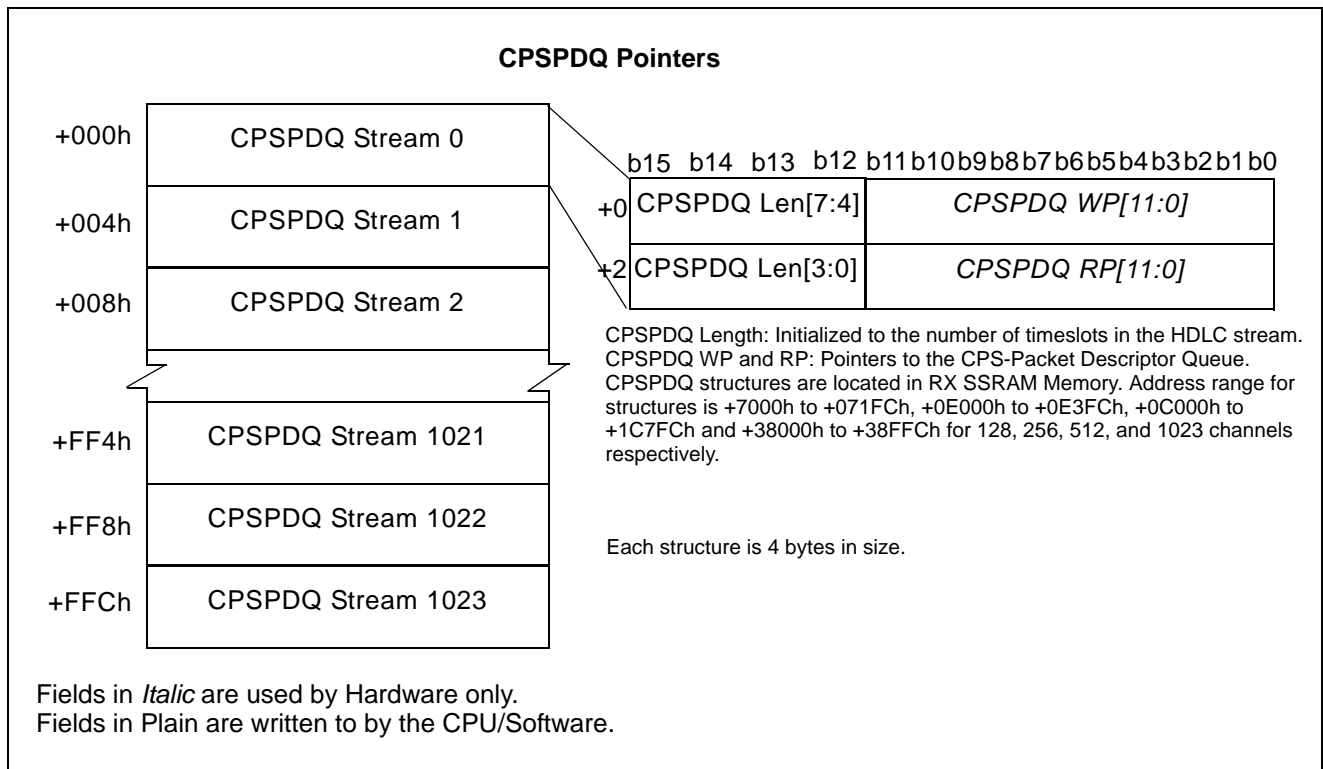 CPSPDQ Pointers
+000h CPSPDQ Stream 0
+004h CPSPDQ Stream 1
+008h CPSPDQ Stream 2
+FF4h CPSPDQ Stream 1021
+FF8h CPSPDQ Stream 1022
+FFCh CPSPDQ Stream 1023
b15 b14 b13 b12 b11 b10 b9 b8 b7 b6 b5 b4 b3 b2 b1 b0
+0 CPSPDQ Len[7:4] CPSPDQ WP[11:0]
+2 CPSPDQ Len[3:0] CPSPDQ RP[11:0]
CPSPDQ Length: Initialized to the number of timeslots in the HDLC stream.
CPSPDQ WP and RP: Pointers to the CPS-Packet Descriptor Queue.
CPSPDQ structures are located in RX SSRAM Memory. Address range for
structures is +7000h to +071FCh, +0E000h to +0E3FCh, +0C000h to
+1C7FCh and +38000h to +38FFCh for 128, 256, 512, and 1023 channels
respectively.
Each structure is 4 bytes in size.
Fields in Italic are used by Hardware only.
Fields in Plain are written to by the CPU/Software.